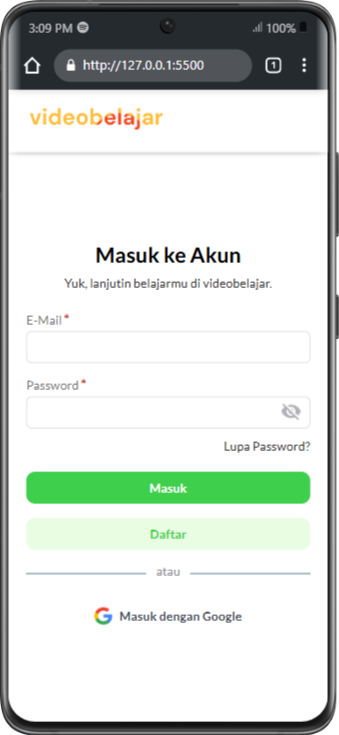 3:09 PM
100%
http://127.0.0.1:5500
1
videobelajar
Masuk ke Akun
Yuk, lanjutin belajarmu di videobelajar.
E-Mail *
Password *
Lupa Password?
Masuk
Daftar
atau
Masuk dengan Google